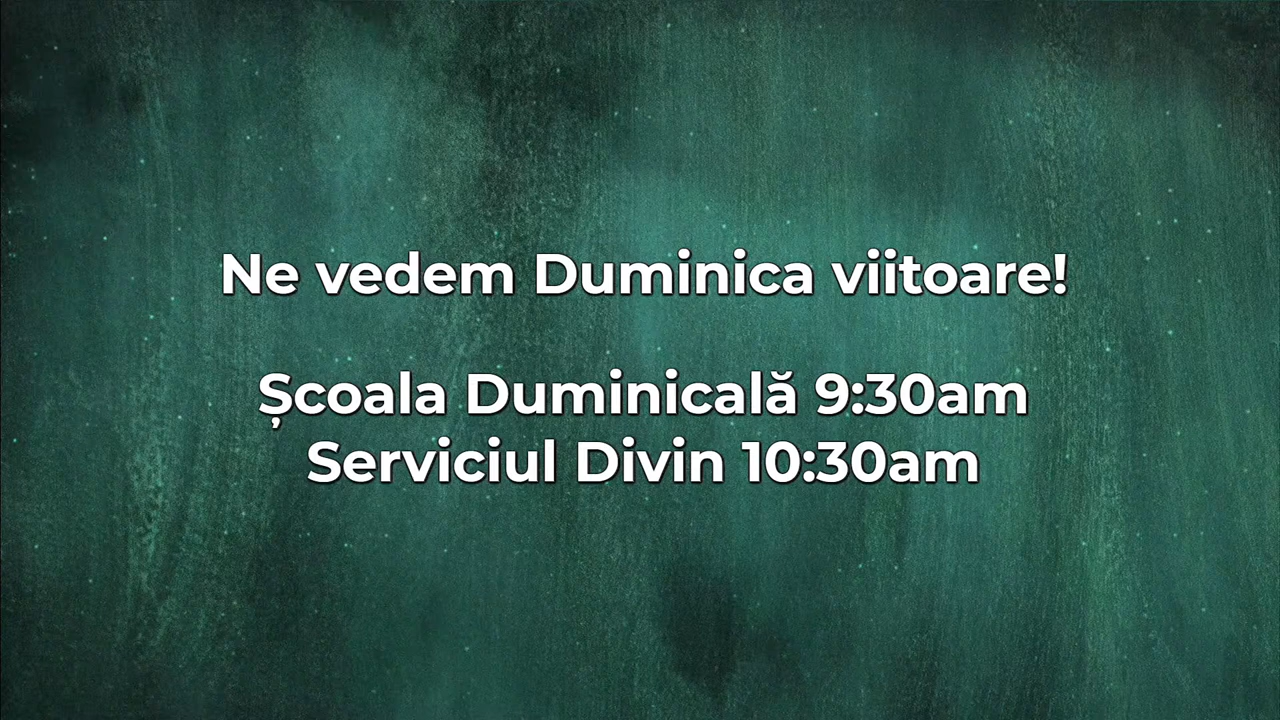 Ne vedem Duminica viitoare!
Școala Duminicală 9:30am
Serviciul Divin 10:30am